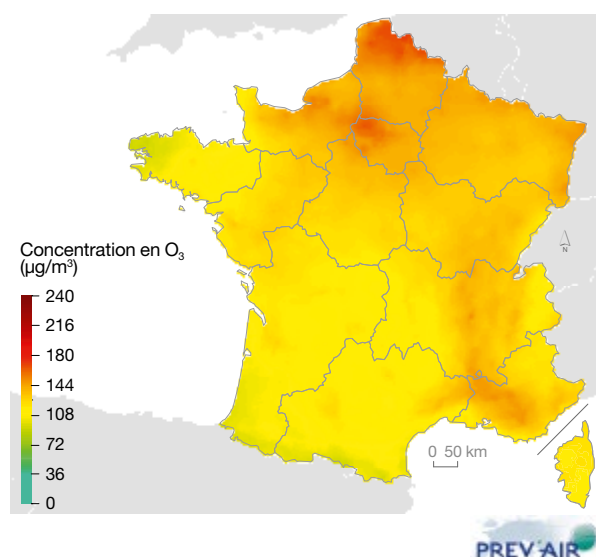 Concentration en O₃
(µg/m³)
240
216
180
144
108
72
36
0
N
0 50 km
PREV'AIR